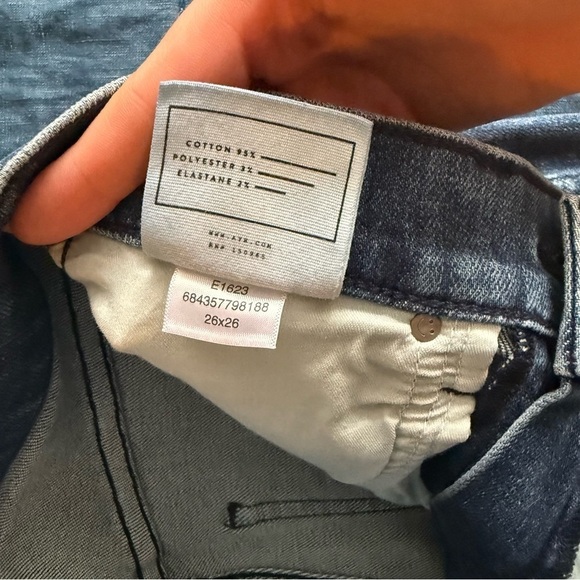 COTTON 95%
POLYESTER 3%
ELASTANE 2%
WWW.AYR.COM
E1623
684357798188
26x26